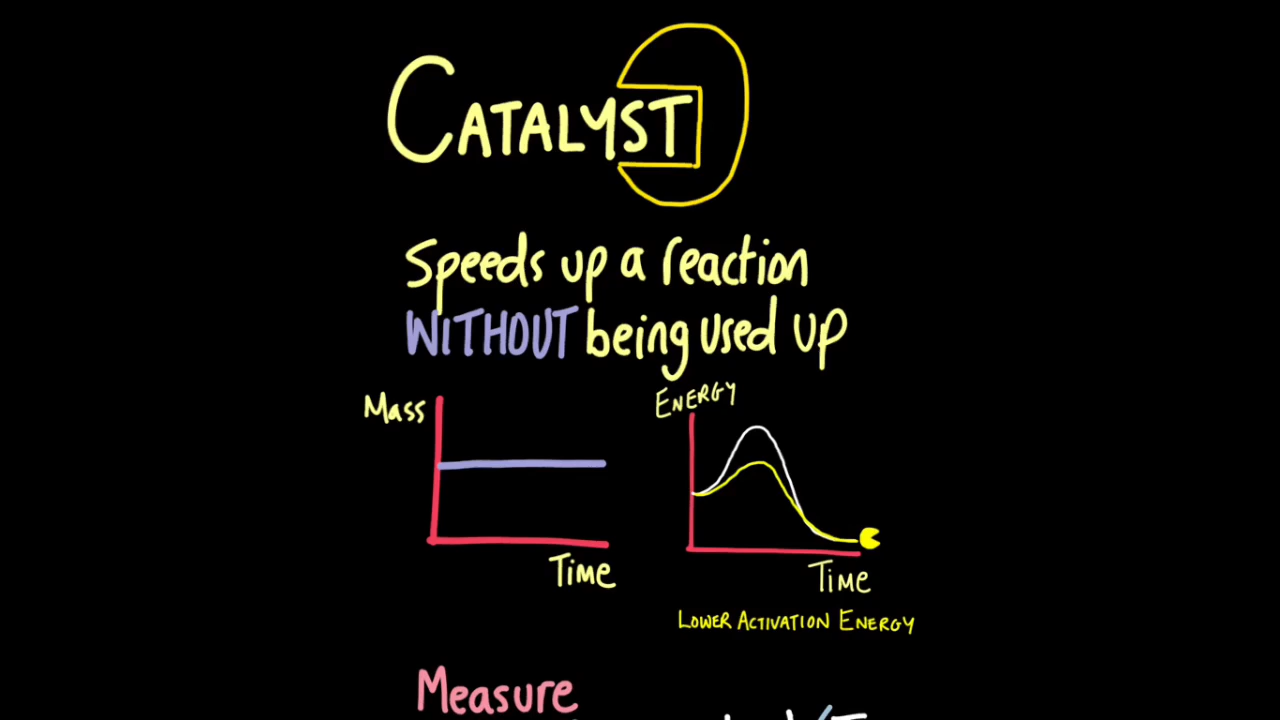 CATALYST
Speeds up a reaction
WITHOUT being used up
Mass
ENERGY
Time
TIME
LOWER ACTIVATION ENERGY
Measure